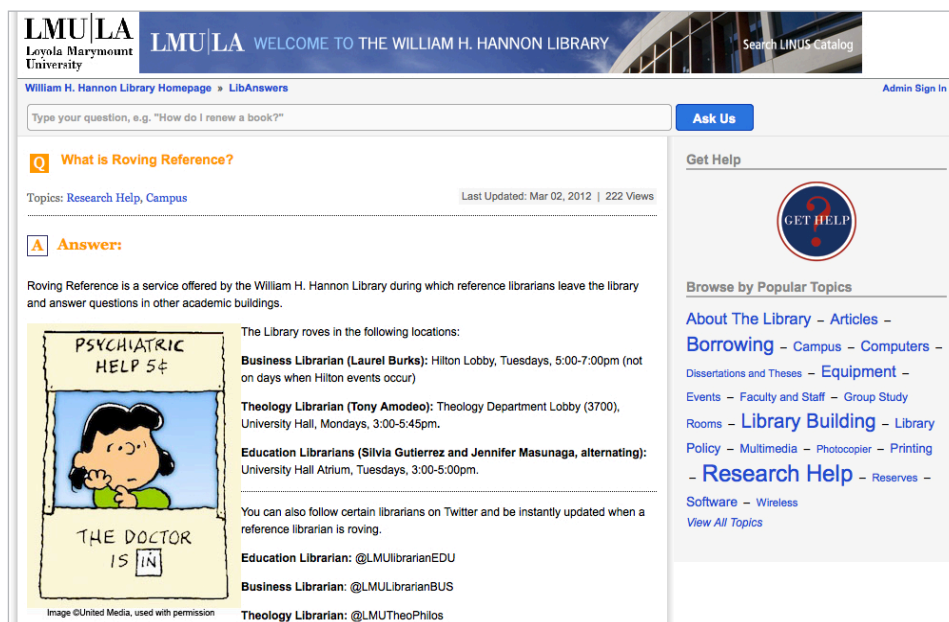 LMU|LA
Loyola Marymount
University
LMU|LA WELCOME TO THE WILLIAM H. HANNON LIBRARY
Search LINUS Catalog
William H. Hannon Library Homepage » LibAnswers
Admin Sign In
Type your question, e.g. "How do I renew a book?"
Ask Us
Q What is Roving Reference?
Topics: Research Help, Campus
Last Updated: Mar 02, 2012 | 222 Views
A Answer:
Roving Reference is a service offered by the William H. Hannon Library during which reference librarians leave the library
and answer questions in other academic buildings.
PSYCHIATRIC
HELP 5¢
THE DOCTOR
IS IN
Image ©United Media, used with permission
The Library roves in the following locations:
Business Librarian (Laurel Burks): Hilton Lobby, Tuesdays, 5:00-7:00pm (not
on days when Hilton events occur)
Theology Librarian (Tony Amodeo): Theology Department Lobby (3700),
University Hall, Mondays, 3:00-5:45pm.
Education Librarians (Silvia Gutierrez and Jennifer Masunaga, alternating):
University Hall Atrium, Tuesdays, 3:00-5:00pm.
You can also follow certain librarians on Twitter and be instantly updated when a
reference librarian is roving.
Education Librarian: @LMUlibrarianEDU
Business Librarian: @LMULibrarianBUS
Theology Librarian: @LMUTheoPhilos
Get Help
?
GET HELP
Browse by Popular Topics
About The Library – Articles –
Borrowing – Campus – Computers –
Dissertations and Theses – Equipment –
Events – Faculty and Staff – Group Study
Rooms – Library Building – Library
Policy – Multimedia – Photocopier – Printing
– Research Help – Reserves –
Software – Wireless
View All Topics